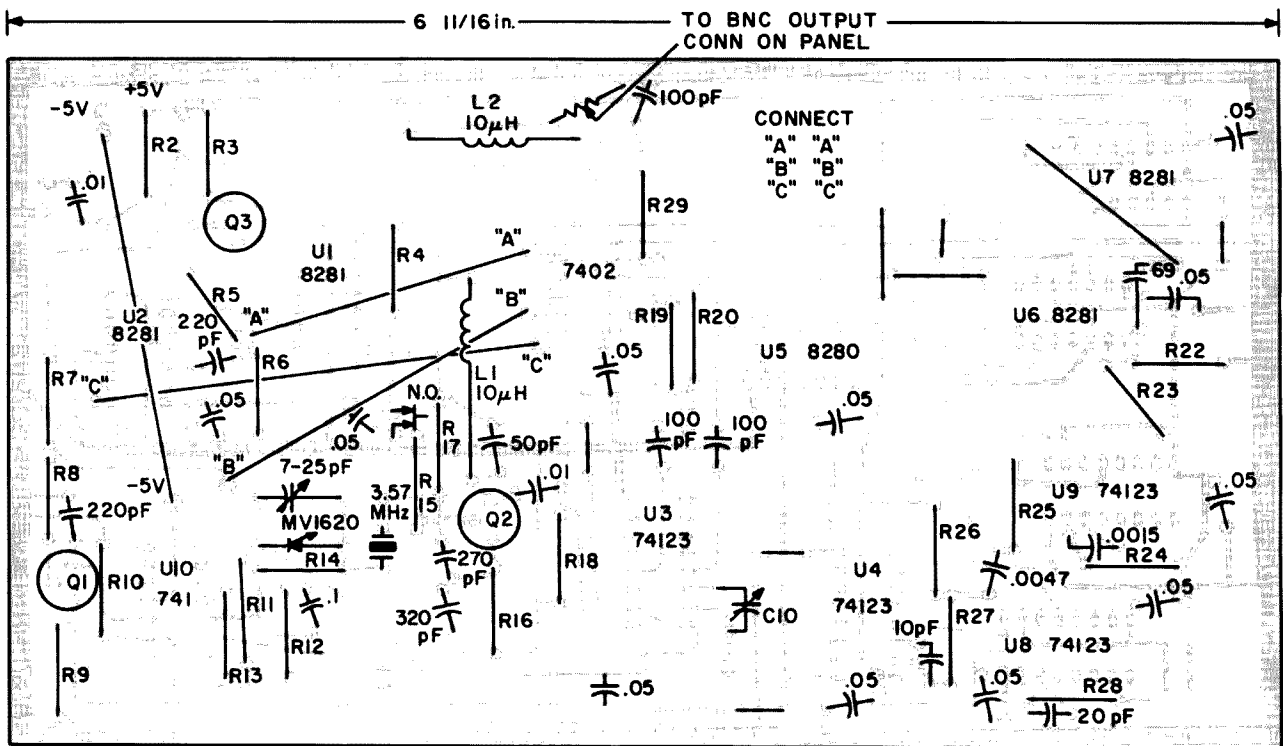 6 11/16 in.
TO BNC OUTPUT
CONN ON PANEL
-5V
+5V
R2
R3
L2
10μH
100 pF
CONNECT
"A" "A"
"B" "B"
"C" "C"
.05
U7 8281
.01
Q3
R29
U1
8281
R4
"A"
7402
69
.05
R5
U2
8281
220
pF
"A"
"B"
R19
R20
U6 8281
R6
"C"
U5 8280
R22
R7
"C"
.05
L1
10μH
.05
R23
N.O.
.05
.05
R
17
50pF
100
pF
100
pF
"B"
7-25pF
R8
-5V
220pF
R
15
.01
U9 74123
.05
3.57
MHz
MV1620
Q2
U3
74123
R26
R25
.0015
R14
R24
Q1
R10
U10
741
270
pF
R18
U4
74123
.0047
.05
R11
.1
320
pF
R16
C10
R27
10pF
U8 74123
R12
R9
R13
.05
.05
.05
R28
20 pF